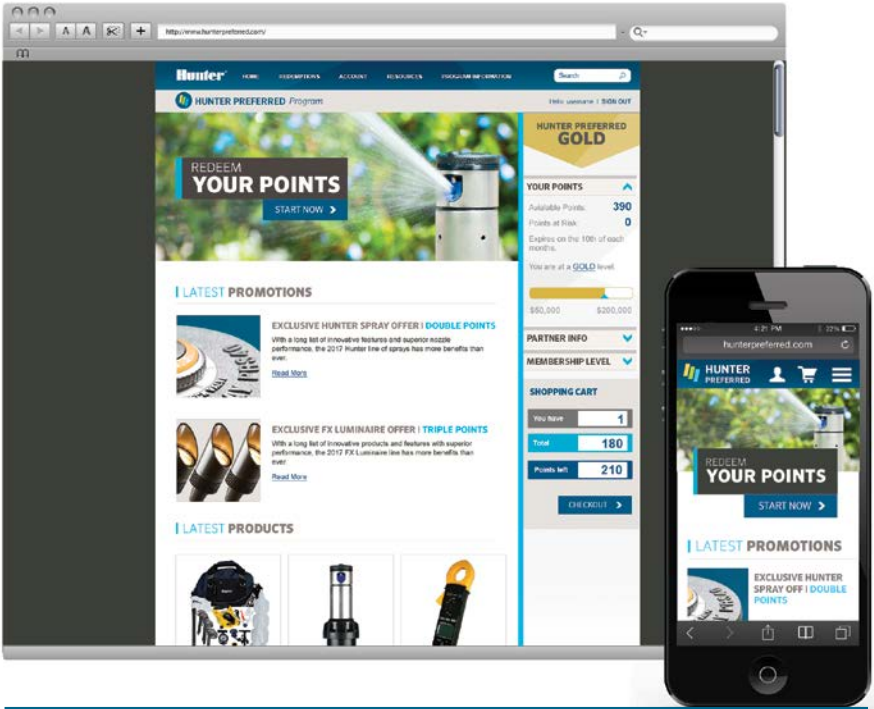 A A
http://www.hunterpreferred.com/
m
Hunter HOME REDEMPTIONS ACCOUNT RESOURCES PROGRAM INFORMATION
Search
HUNTER PREFERRED Program
Hello username | SIGN OUT
REDEEM
YOUR POINTS
START NOW
HUNTER PREFERRED
GOLD
YOUR POINTS
Available Points: 390
Points at Risk: 0
Expires on the 10th of each
months.
You are at a GOLD level.
$50,000 $200,000
PARTNER INFO
MEMBERSHIP LEVEL
SHOPPING CART
You have 1
Total 180
Points left 210
CHECKOUT
LATEST PROMOTIONS
EXCLUSIVE HUNTER SPRAY OFFER | DOUBLE POINTS
With a long list of innovative features and superior nozzle
performance, the 2017 Hunter line of sprays has more benefits than
ever.
Read More
EXCLUSIVE FX LUMINAIRE OFFER | TRIPLE POINTS
With a long list of innovative products and features with superior
performance, the 2017 FX Luminaire line has more benefits than
ever.
Read More
LATEST PRODUCTS
4:21 PM 22%
hunterpreferred.com
HUNTER
PREFERRED
REDEEM
YOUR POINTS
START NOW
LATEST PROMOTIONS
EXCLUSIVE HUNTER
SPRAY OFF | DOUBLE
POINTS